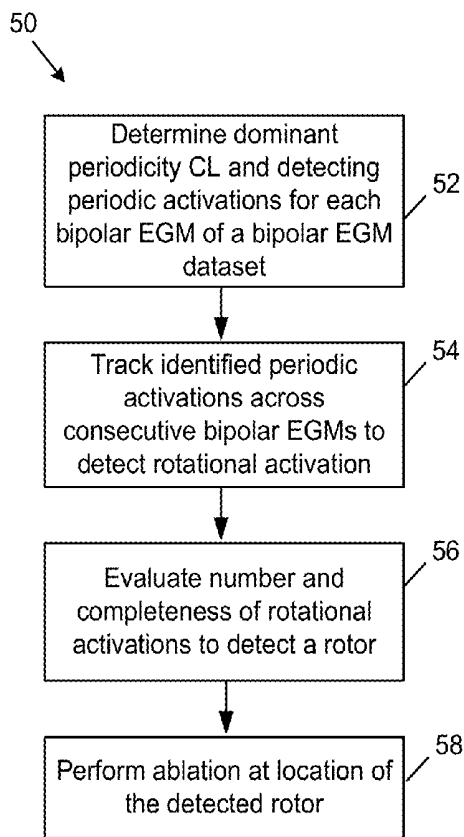 50
Determine dominant
periodicity CL and detecting
periodic activations for each
bipolar EGM of a bipolar EGM
dataset
52
Track identified periodic
activations across
consecutive bipolar EGMs to
detect rotational activation
54
Evaluate number and
completeness of rotational
activations to detect a rotor
56
Perform ablation at location of
the detected rotor
58